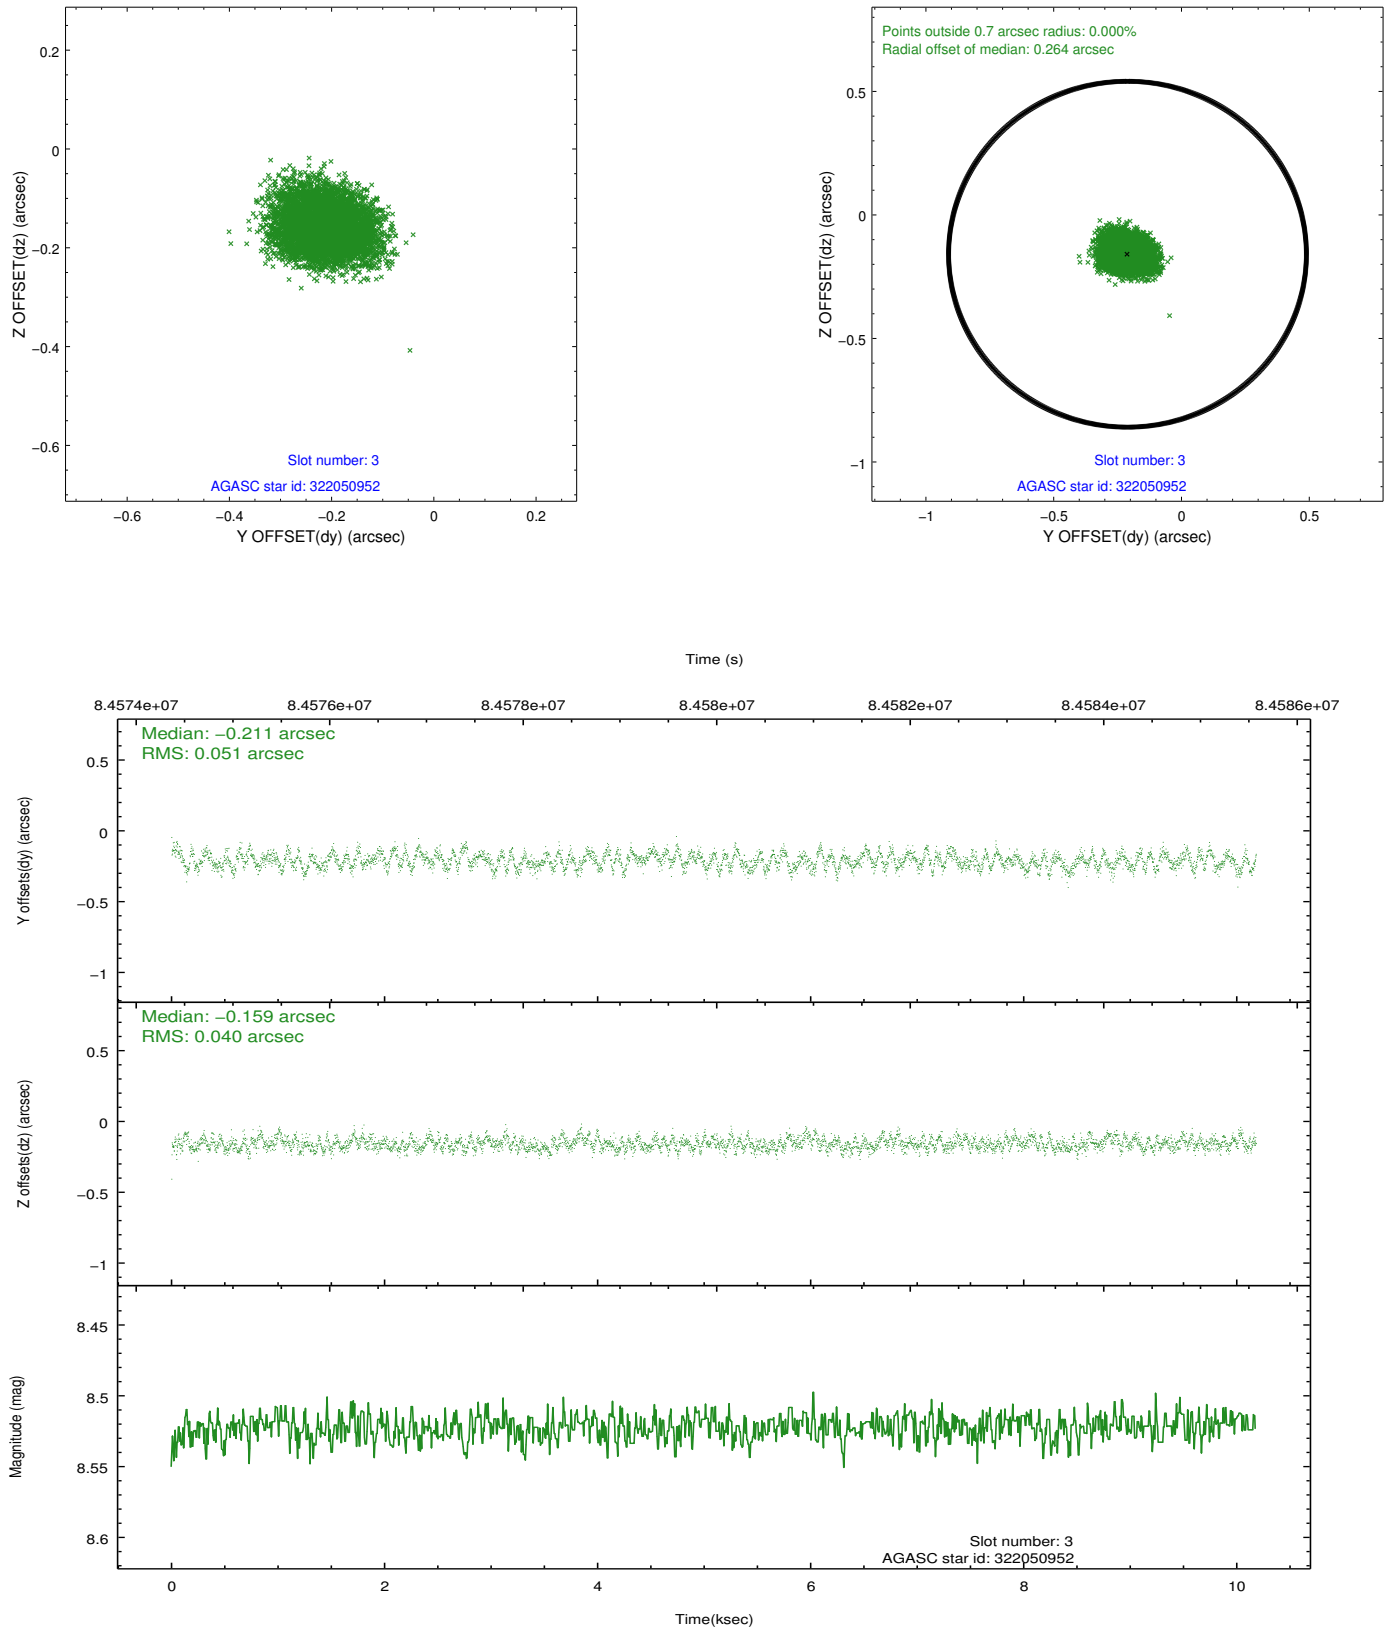 0.2
0
−0.2
−0.4
−0.6
Z OFFSET(dz) (arcsec)
Slot number: 3
AGASC star id: 322050952
−0.6 −0.4 −0.2 0 0.2
Y OFFSET(dy) (arcsec)
Points outside 0.7 arcsec radius: 0.000%
Radial offset of median: 0.264 arcsec
0.5
0
−0.5
−1
Z OFFSET(dz) (arcsec)
Slot number: 3
AGASC star id: 322050952
−1 −0.5 0 0.5
Y OFFSET(dy) (arcsec)
Time (s)
8.4574e+07 8.4576e+07 8.4578e+07 8.458e+07 8.4582e+07 8.4584e+07 8.4586e+07
Median: −0.211 arcsec
RMS: 0.051 arcsec
0.5
0
−0.5
−1
Y offsets(dy) (arcsec)
Median: −0.159 arcsec
RMS: 0.040 arcsec
0.5
0
−0.5
−1
Z offsets(dz) (arcsec)
8.45
8.5
8.55
8.6
Magnitude (mag)
Slot number: 3
AGASC star id: 322050952
0 2 4 6 8 10
Time(ksec)